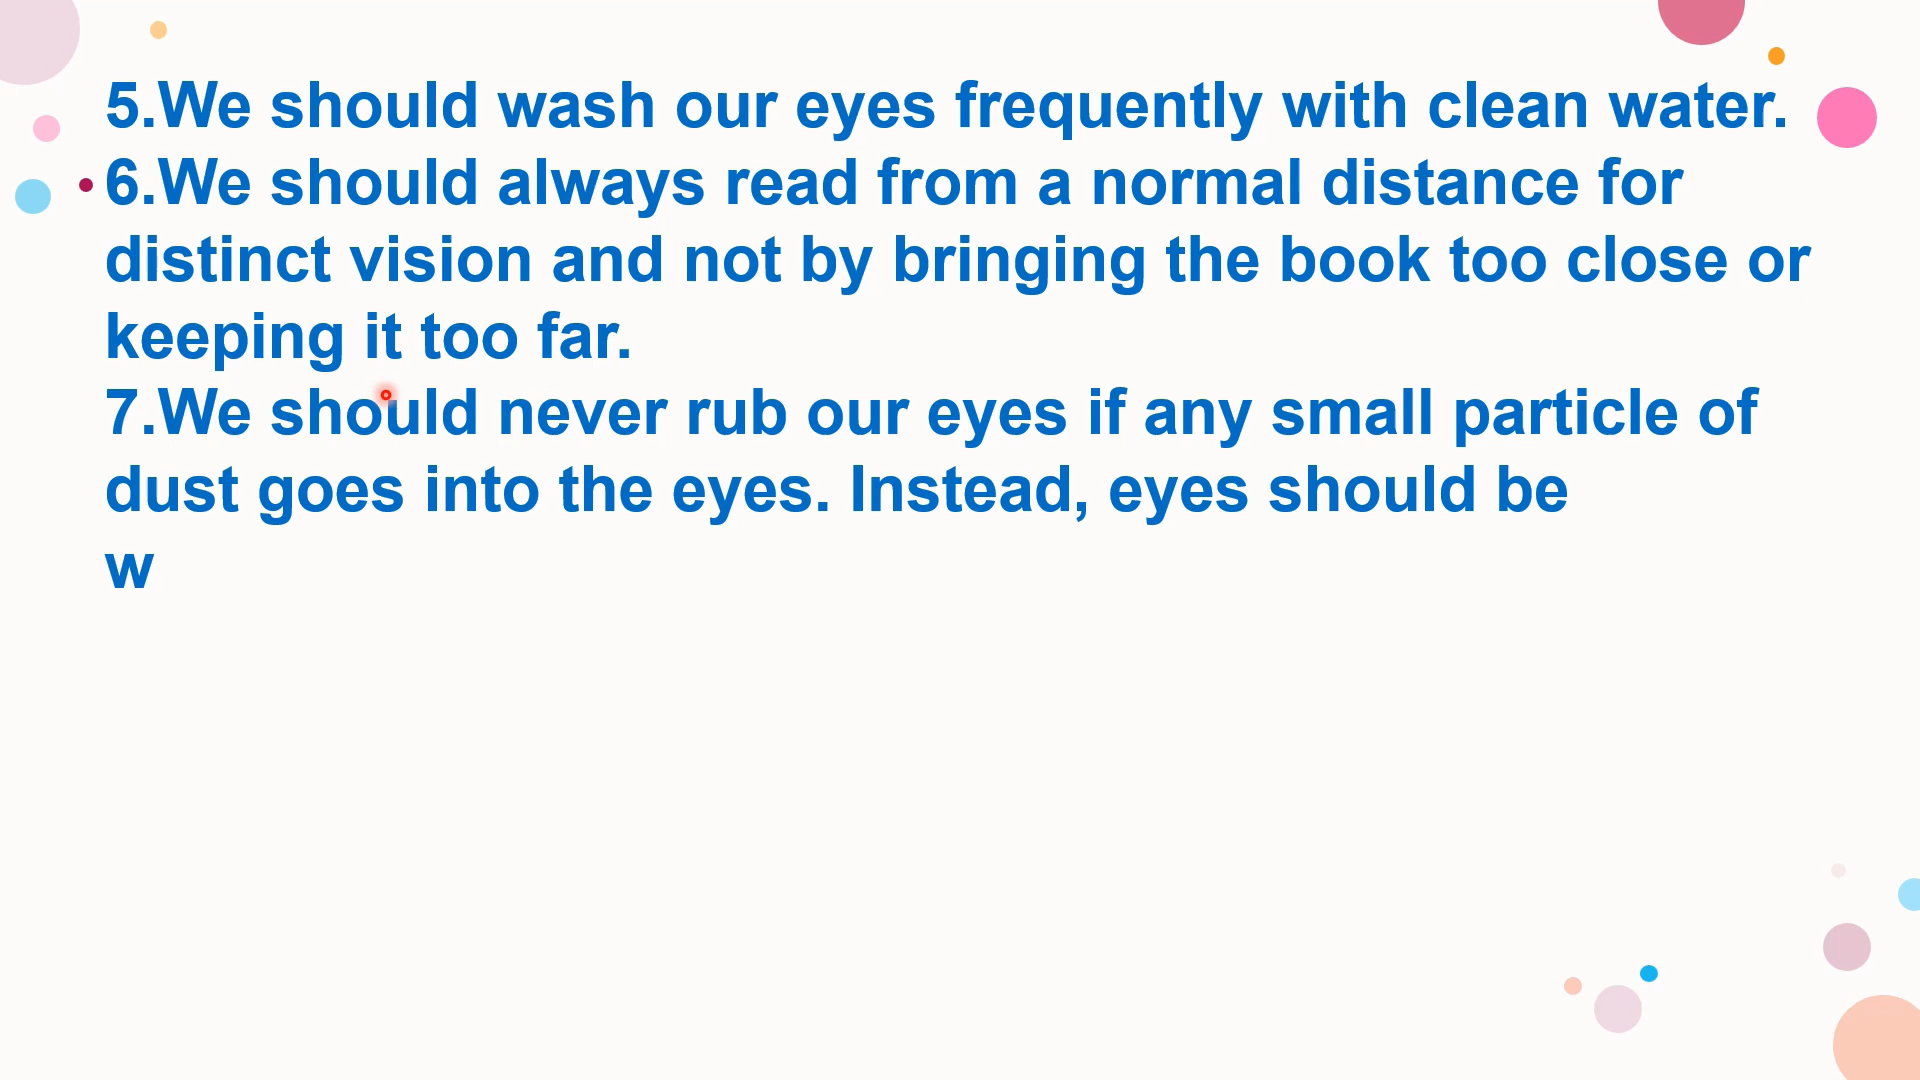 5.We should wash our eyes frequently with clean water.
6.We should always read from a normal distance for
distinct vision and not by bringing the book too close or
keeping it too far.
7.We should never rub our eyes if any small particle of
dust goes into the eyes. Instead, eyes should be
w